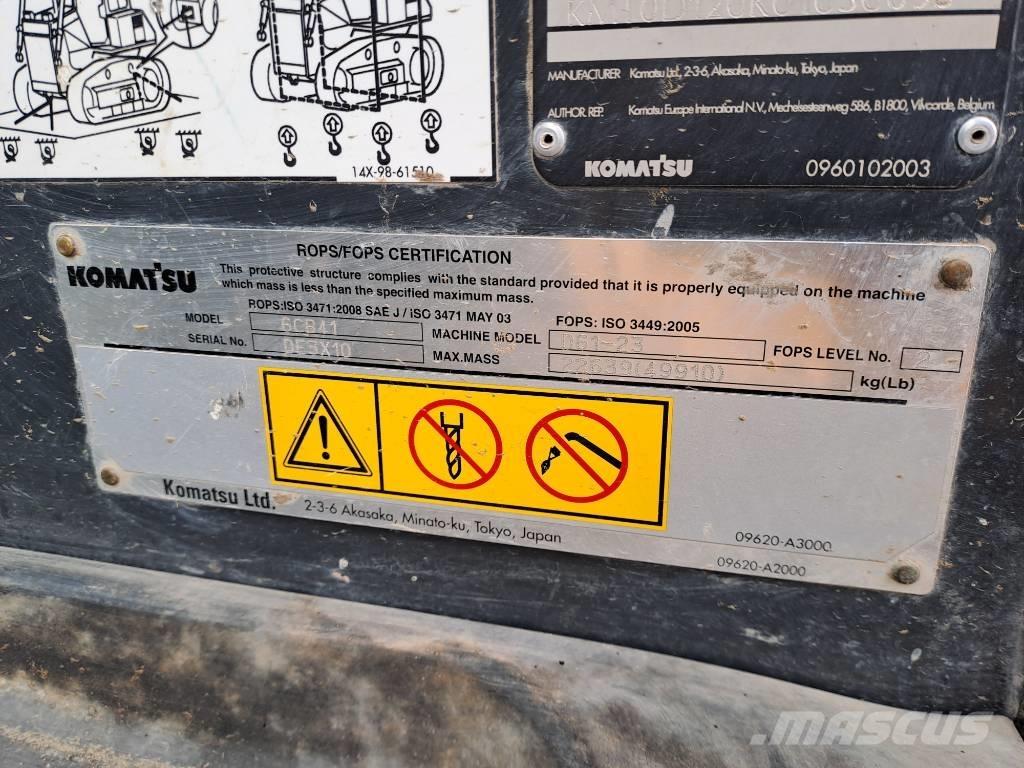 14X-98-61510
MANUFACTURER Komatsu Ltd., 2-3-6, Akasaka, Minato-ku, Tokyo, Japan
AUTHOR. REP. Komatsu Europe International N.V., Mechelsesteenweg 586, B1800, Vilvoorde, Belgium
KOMATSU 0960102003
ROPS/FOPS CERTIFICATION
KOMATSU
This protective structure complies with the standard provided that it is properly equipped on the machine
which mass is less than the specified maximum mass.
ROPS:ISO 3471:2008 SAE J / ISO 3471 MAY 03 FOPS: ISO 3449:2005
MODEL 6CB41 MACHINE MODEL D61-23 FOPS LEVEL No. 2
SERIAL No. DE3X10 MAX.MASS 22639(49910) kg(Lb)
Komatsu Ltd. 2-3-6 Akasaka, Minato-ku, Tokyo, Japan
09620-A3000
09620-A2000
MASCUS